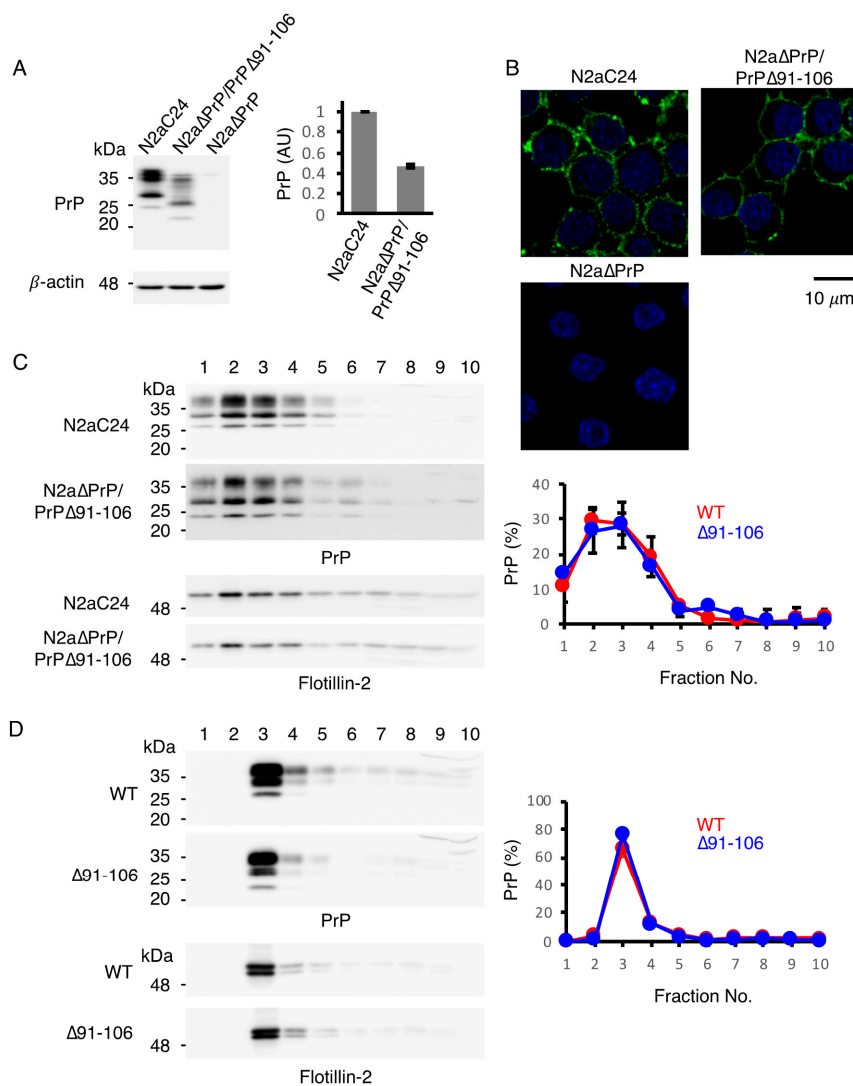 A
N2aC24
N2aΔPrP/PrPΔ91-106
N2aΔPrP
kDa
35
25
20
PrP
48
β-actin
PrP (AU)
1
0.8
0.6
0.4
0.2
0
N2aC24
N2aΔPrP/
PrPΔ91-106
B
N2aC24
N2aΔPrP/
PrPΔ91-106
N2aΔPrP
10 μm
C
1 2 3 4 5 6 7 8 9 10
kDa
35
25
20
N2aC24
35
25
20
N2aΔPrP/
PrPΔ91-106
PrP
N2aC24
48
N2aΔPrP/
PrPΔ91-106
48
Flotillin-2
PrP (%)
40
30
20
10
0
WT
Δ91-106
1 2 3 4 5 6 7 8 9 10
Fraction No.
D
1 2 3 4 5 6 7 8 9 10
kDa
35
25
20
WT
35
25
20
Δ91-106
PrP
kDa
WT
48
Δ91-106
48
Flotillin-2
PrP (%)
100
80
60
40
20
0
WT
Δ91-106
1 2 3 4 5 6 7 8 9 10
Fraction No.